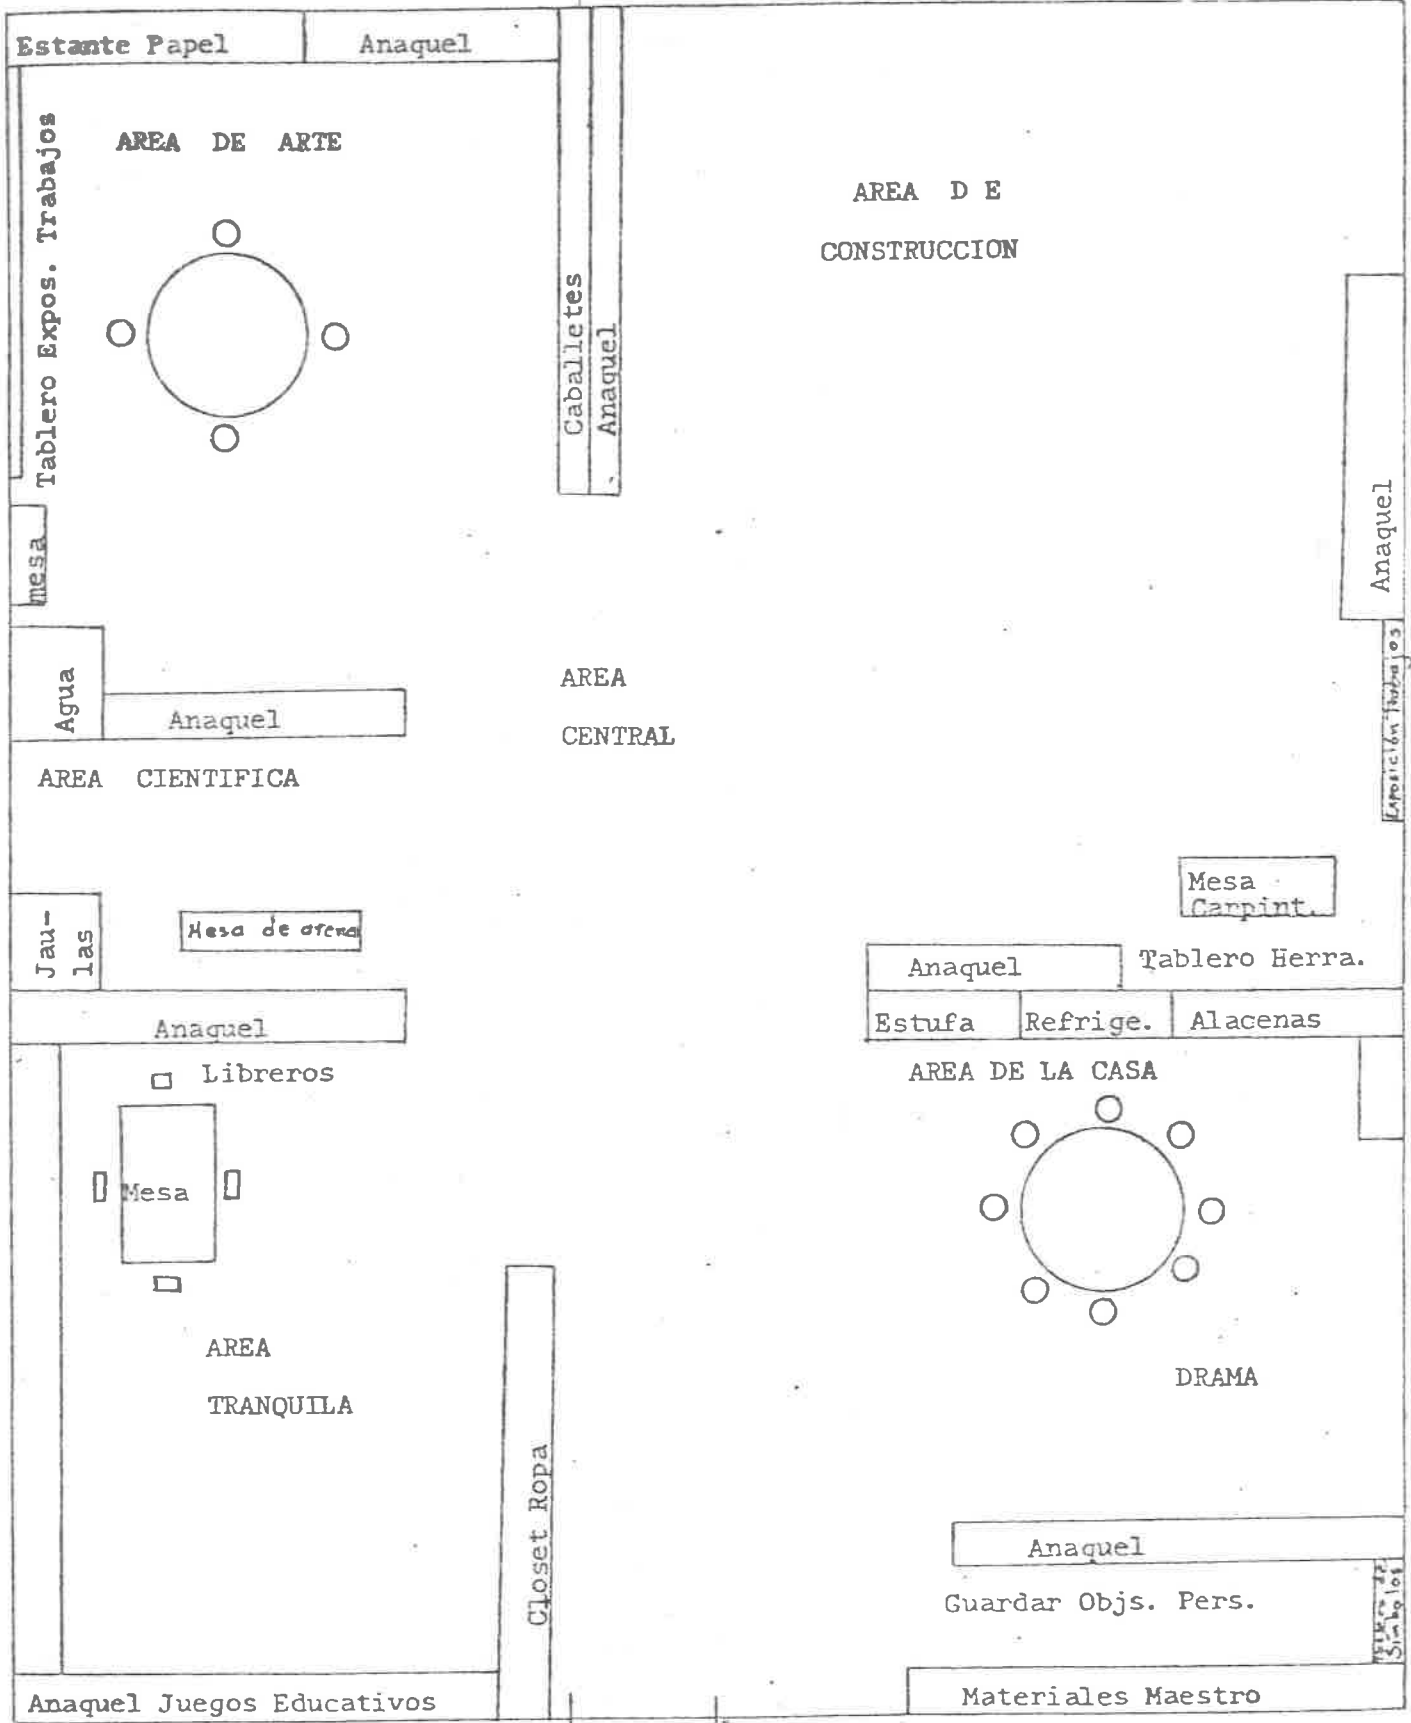 Estante Papel
Anaquel
AREA DE ARTE
Tablero Expos. Trabajos
Caballetes
Anaquel
AREA D E
CONSTRUCCION
Anaquel
mesa
Agua
Anaquel
AREA
CENTRAL
Exposición Trabajos
AREA CIENTIFICA
Mesa
Carpint.
Jau-
las
Mesa de arena
Anaquel
Tablero Herra.
Anaquel
Estufa
Refrige.
Alacenas
Libreros
AREA DE LA CASA
Mesa
AREA
TRANQUILA
DRAMA
Closet Ropa
Anaquel
Guardar Objs. Pers.
de
Símbolos
Anaquel Juegos Educativos
Materiales Maestro